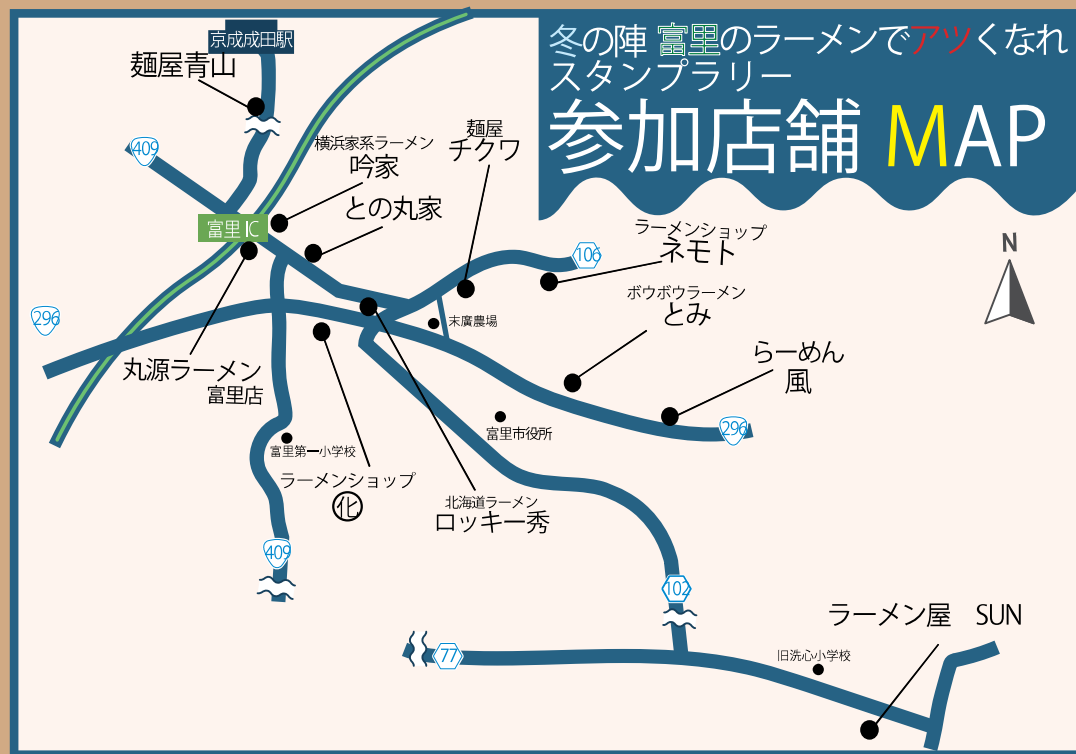 冬の陣 富里のラーメンでアツくなれ
スタンプラリー
参加店舗 MAP
京成成田駅
麺屋青山
409
横浜家系ラーメン
吟家
との丸家
麺屋
チクワ
富里 IC
ラーメンショップ
ネモト
106
N
ボウボウラーメン
とみ
296
末廣農場
らーめん
風
丸源ラーメン
富里店
296
富里市役所
富里第一小学校
ラーメンショップ
㊋
北海道ラーメン
ロッキー秀
409
102
ラーメン屋 SUN
77
旧洗心小学校